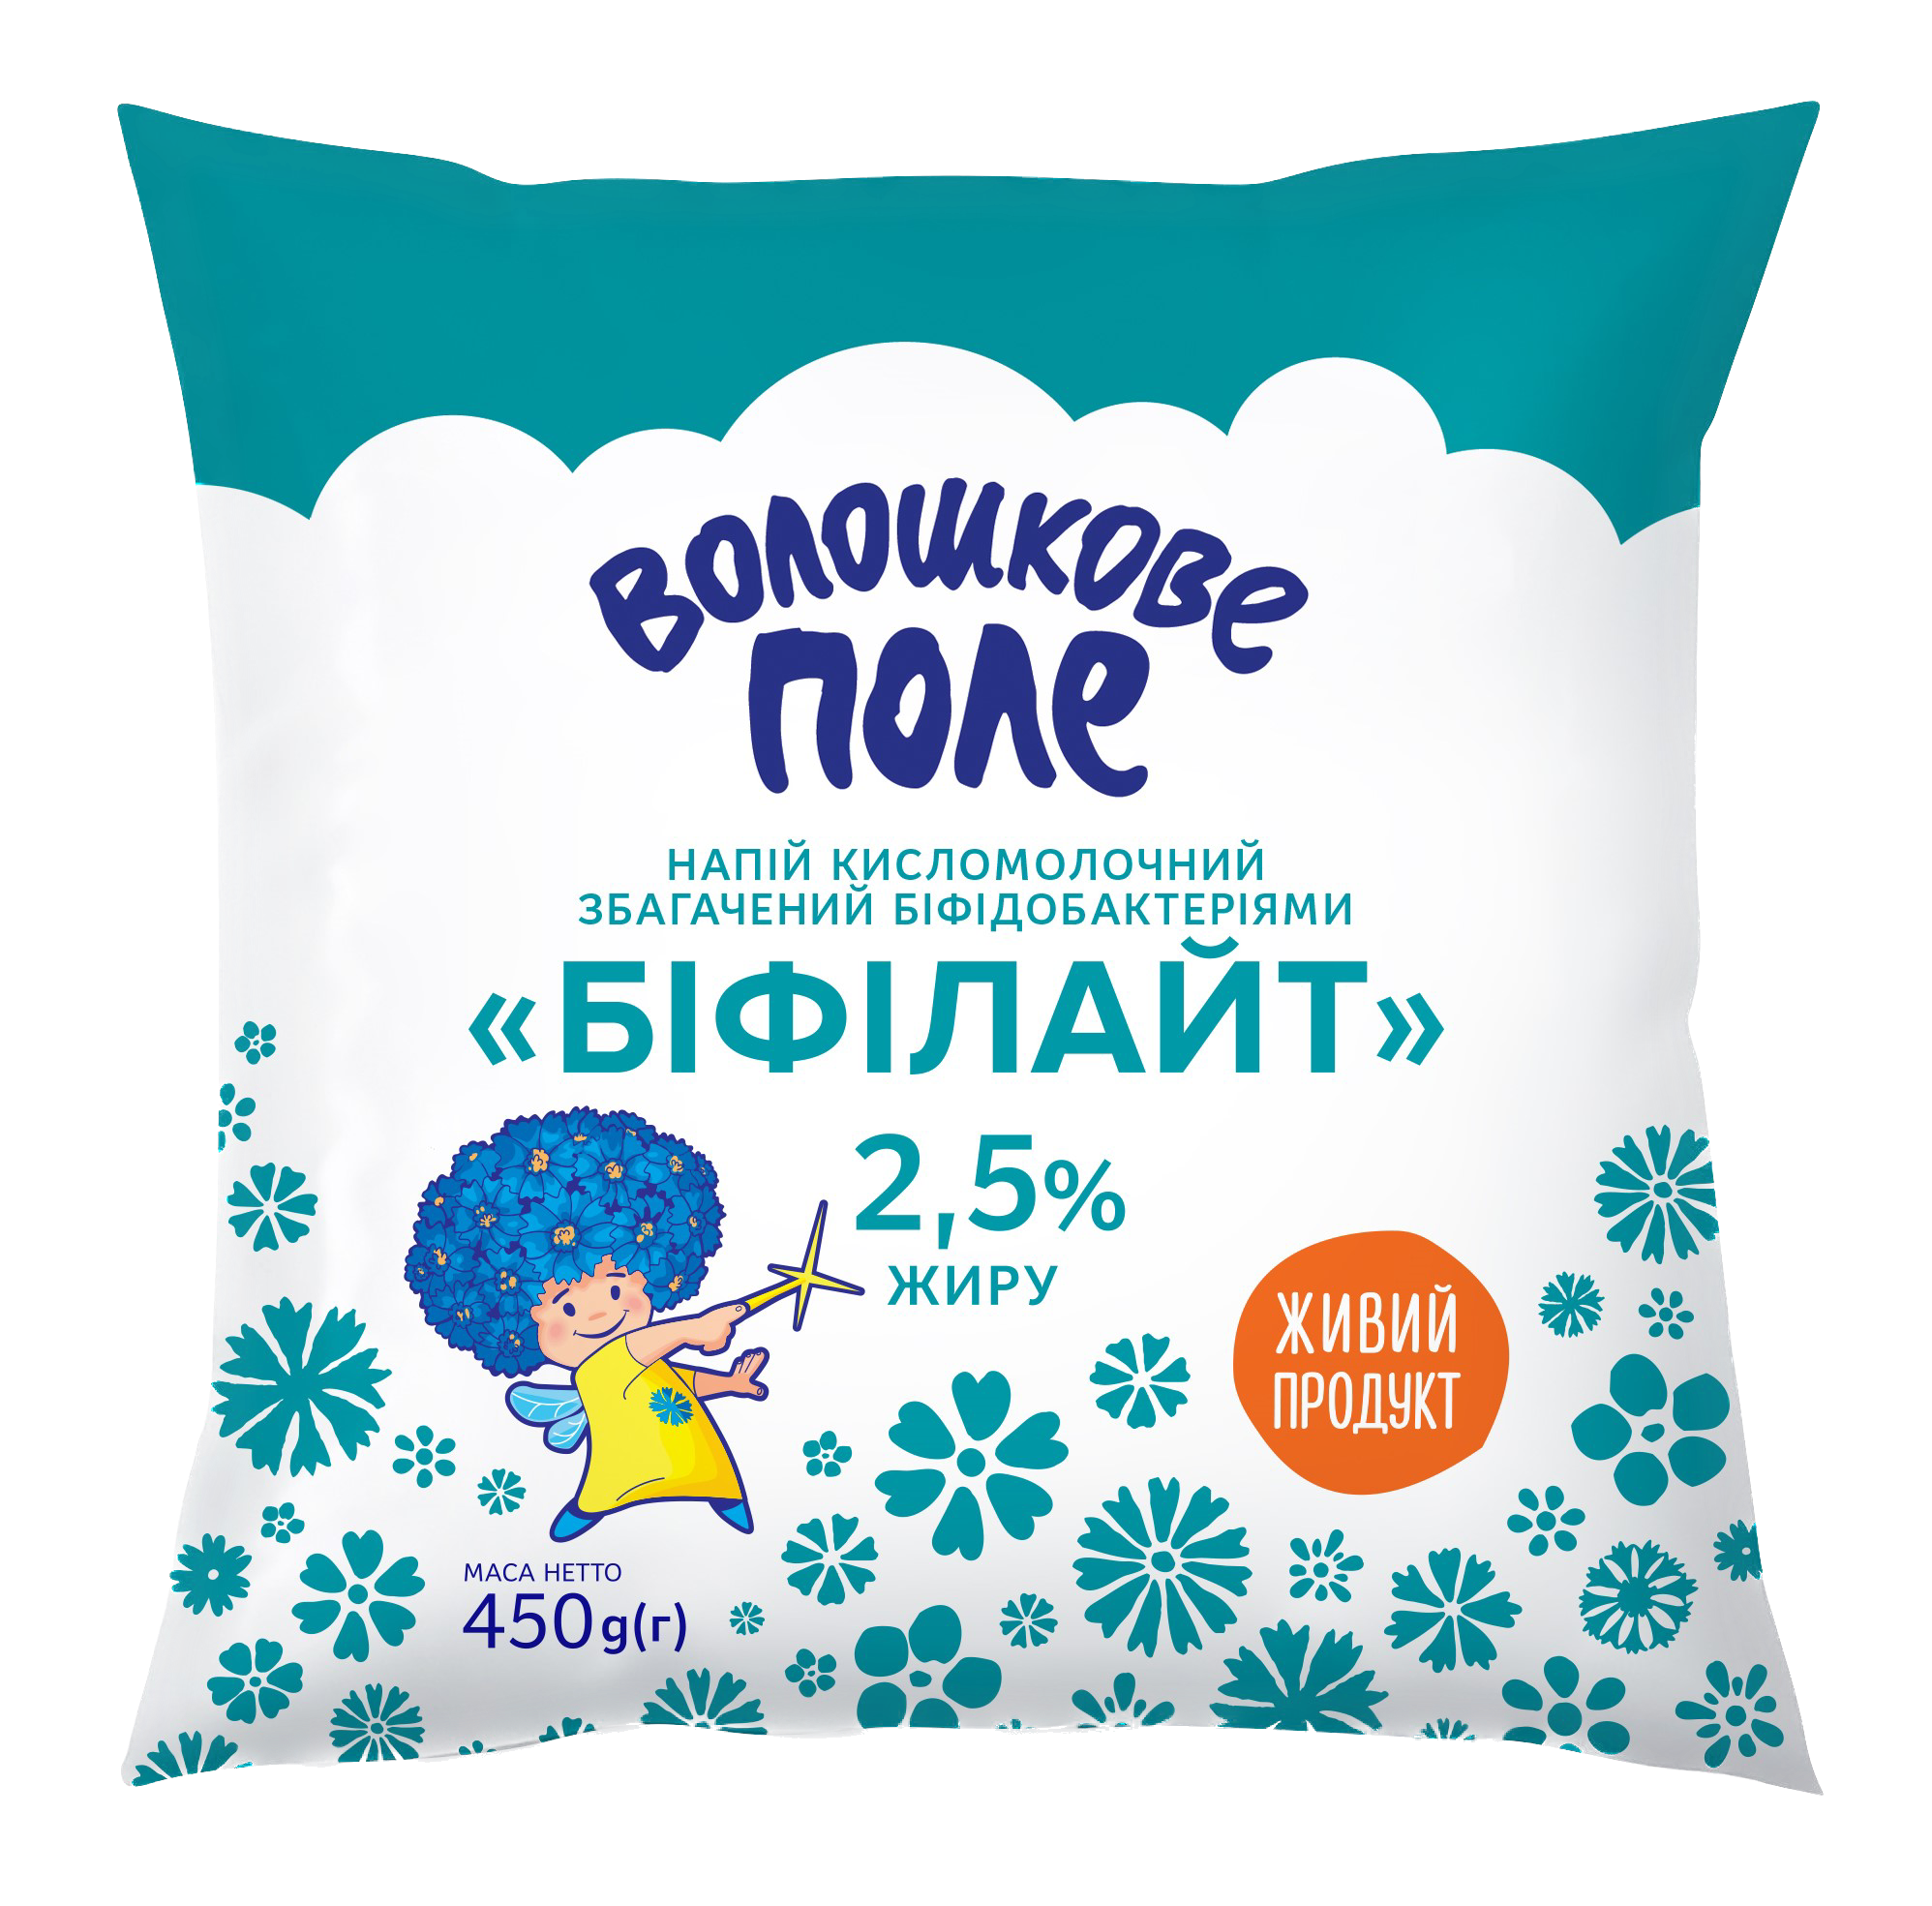 Волошкове
поле
НАПІЙ КИСЛОМОЛОЧНИЙ
ЗБАГАЧЕНИЙ БІФІДОБАКТЕРІЯМИ
«БІФІЛАЙТ»
2,5%
ЖИРУ
ЖИВИЙ
ПРОДУКТ
МАСА НЕТТО
450g(г)